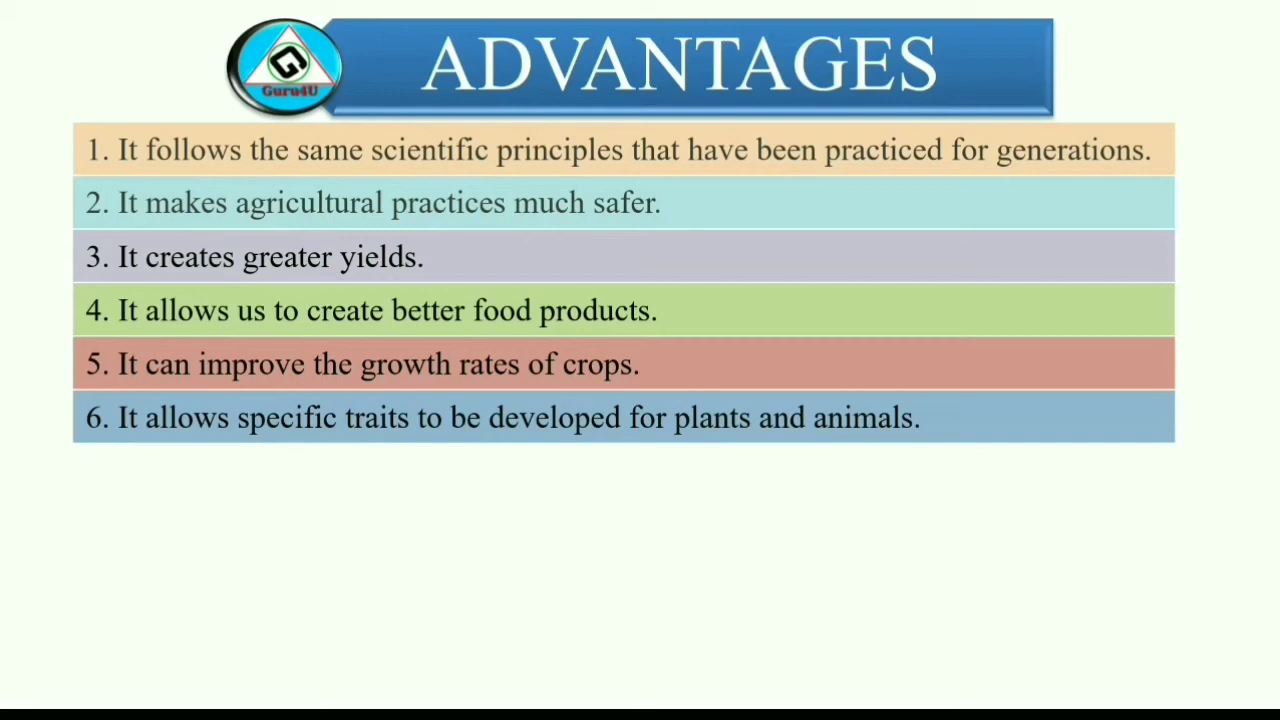 Guru4U
ADVANTAGES
1. It follows the same scientific principles that have been practiced for generations.
2. It makes agricultural practices much safer.
3. It creates greater yields.
4. It allows us to create better food products.
5. It can improve the growth rates of crops.
6. It allows specific traits to be developed for plants and animals.